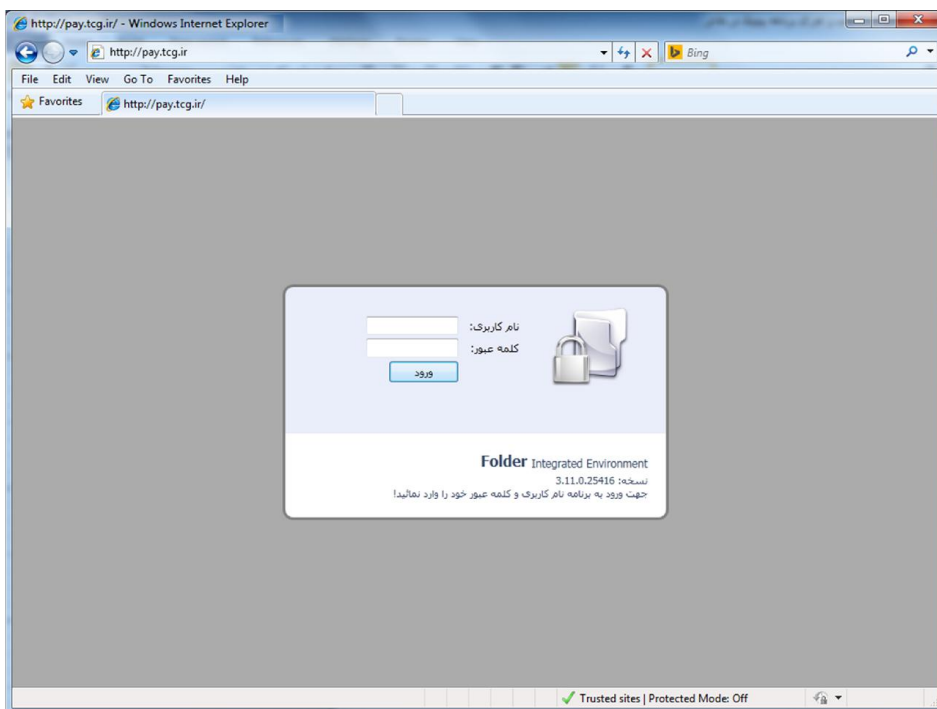 http://pay.tcg.ir/ - Windows Internet Explorer
http://pay.tcg.ir
Bing
File Edit View Go To Favorites Help
Favorites
http://pay.tcg.ir/
نام کاربری:
کلمه عبور:
ورود
Folder Integrated Environment
نسخه: 3.11.0.25416
جهت ورود به برنامه نام کاربری و کلمه عبور خود را وارد نمائید!
Trusted sites | Protected Mode: Off